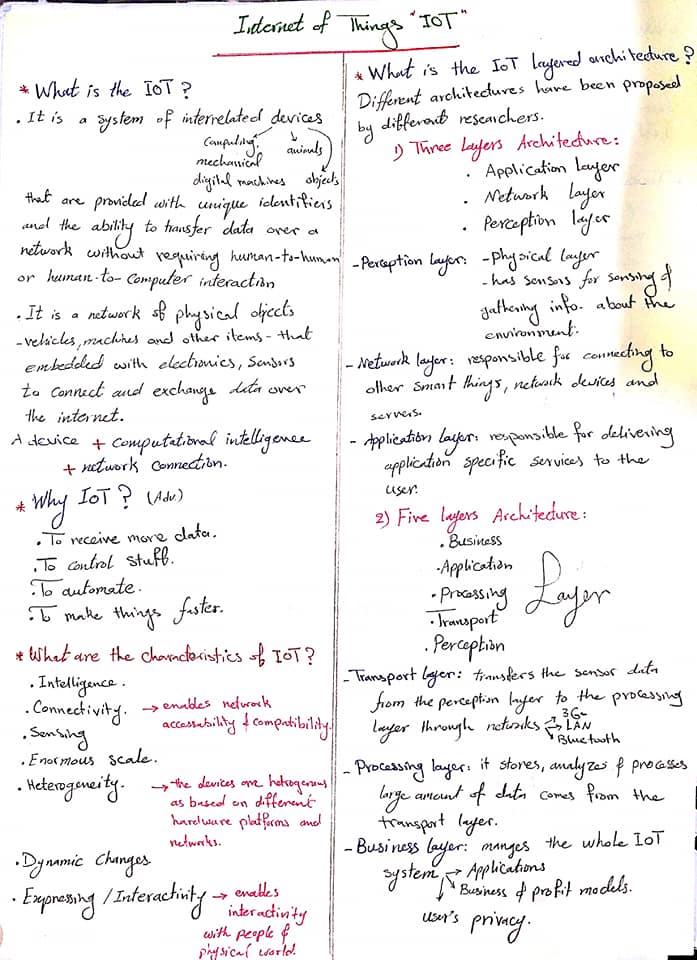 Internet of Things "IoT"
* What is the IoT?
. It is a system of interrelated devices
computing, animals
mechanical
digital machines objects
that are provided with unique identifiers
and the ability to transfer data over a
network without requiring human-to-human
or human-to-computer interaction
. It is a network of physical objects
- vehicles, machines and other items - that
embedded with electronics, sensors
to connect and exchange data over
the internet.
A device + computational intelligence
+ network connection.
* Why IoT? (Adv.)
. To receive more data.
. To control stuff.
. To automate.
. To make things faster.
* What are the characteristics of IoT?
. Intelligence.
. Connectivity. → enables network
accessability & compatibility.
. Sensing
. Enormous scale.
. Heterogeneity. → the devices are hetrogenous
as based on different
hardware platforms and
networks.
. Dynamic changes
. Expressing / Interactivity → enables
interactivity
with people &
physical world.
* What is the IoT layered architecture?
Different architectures have been proposed
by different researchers.
1) Three Layers Architecture:
. Application Layer
. Network layer
. Perception layer
- Perception layer: - physical layer
- has sensors for sensing &
gathering info. about the
environment.
- Network layer: responsible for connecting to
other smart things, network devices and
servers.
- Application layer: responsible for delivering
application specific services to the
user.
2) Five layers Architecture:
. Business
. Application
. Processing Layer
. Transport
. Perception
- Transport layer: transfers the sensor data
from the perception layer to the processing
layer through netwroks → 3G
→ LAN
→ Bluetooth
- Processing layer: it stores, analyzes & processes
large amount of data comes from the
transport layer.
- Business layer: manges the whole IoT
system → Applications
Business & profit models.
user's privacy.